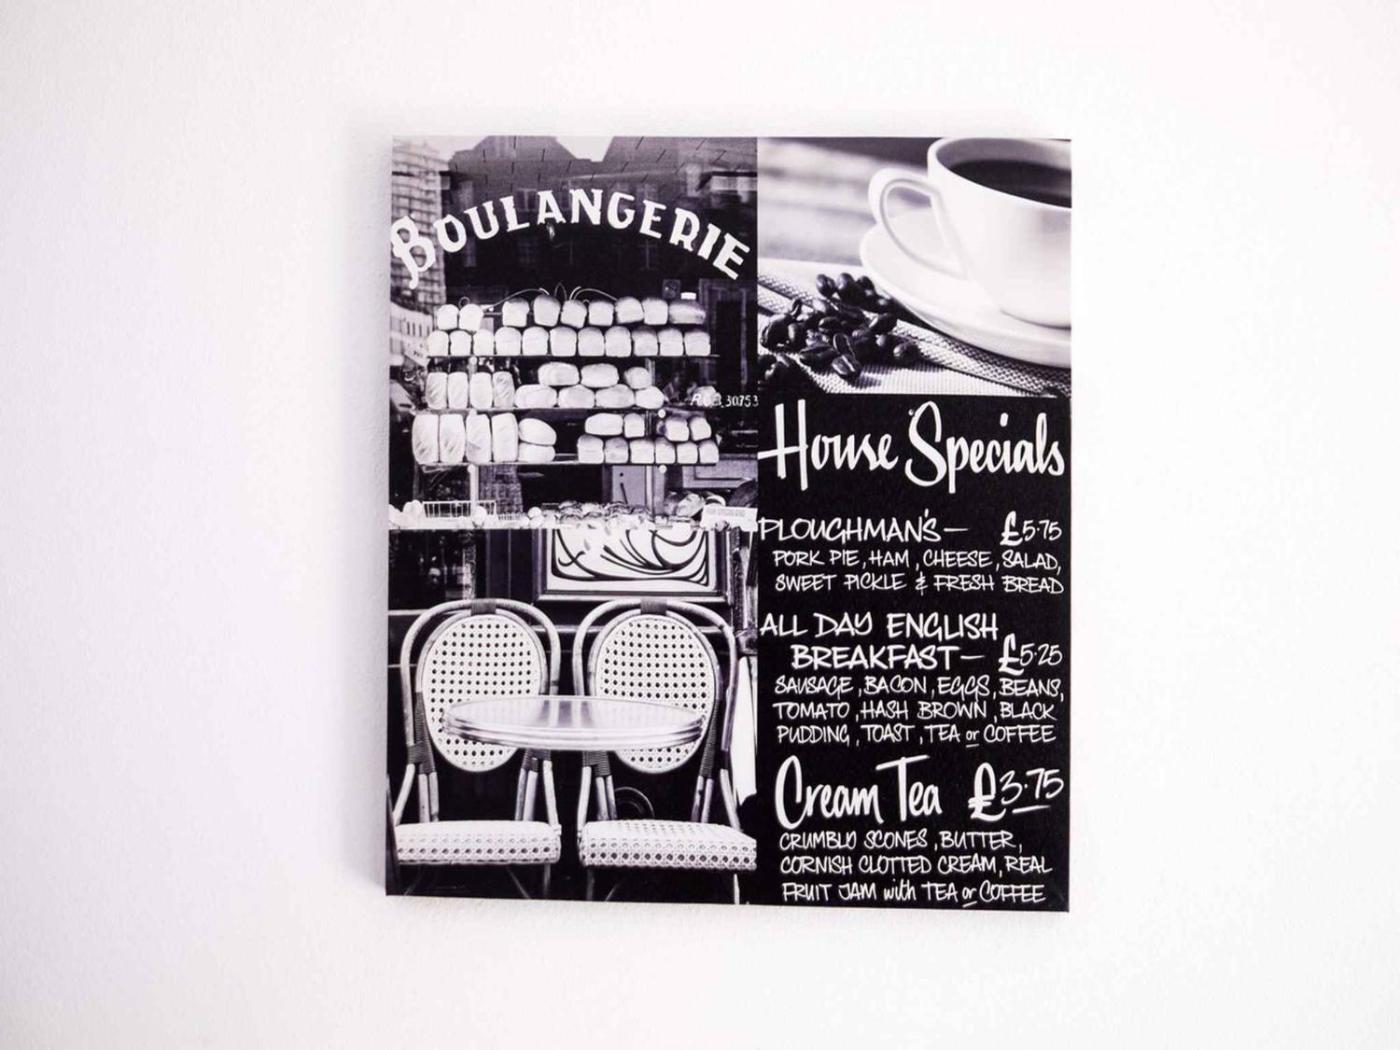 BOULANGERIE
House Specials
PLOUGHMAN'S — £5·75
PORK PIE, HAM, CHEESE, SALAD,
SWEET PICKLE & FRESH BREAD
ALL DAY ENGLISH
BREAKFAST — £5·25
SAUSAGE, BACON, EGGS, BEANS,
TOMATO, HASH BROWN, BLACK
PUDDING, TOAST, TEA or COFFEE
Cream Tea £3·75
CRUMBLY SCONES, BUTTER,
CORNISH CLOTTED CREAM, REAL
FRUIT JAM with TEA or COFFEE